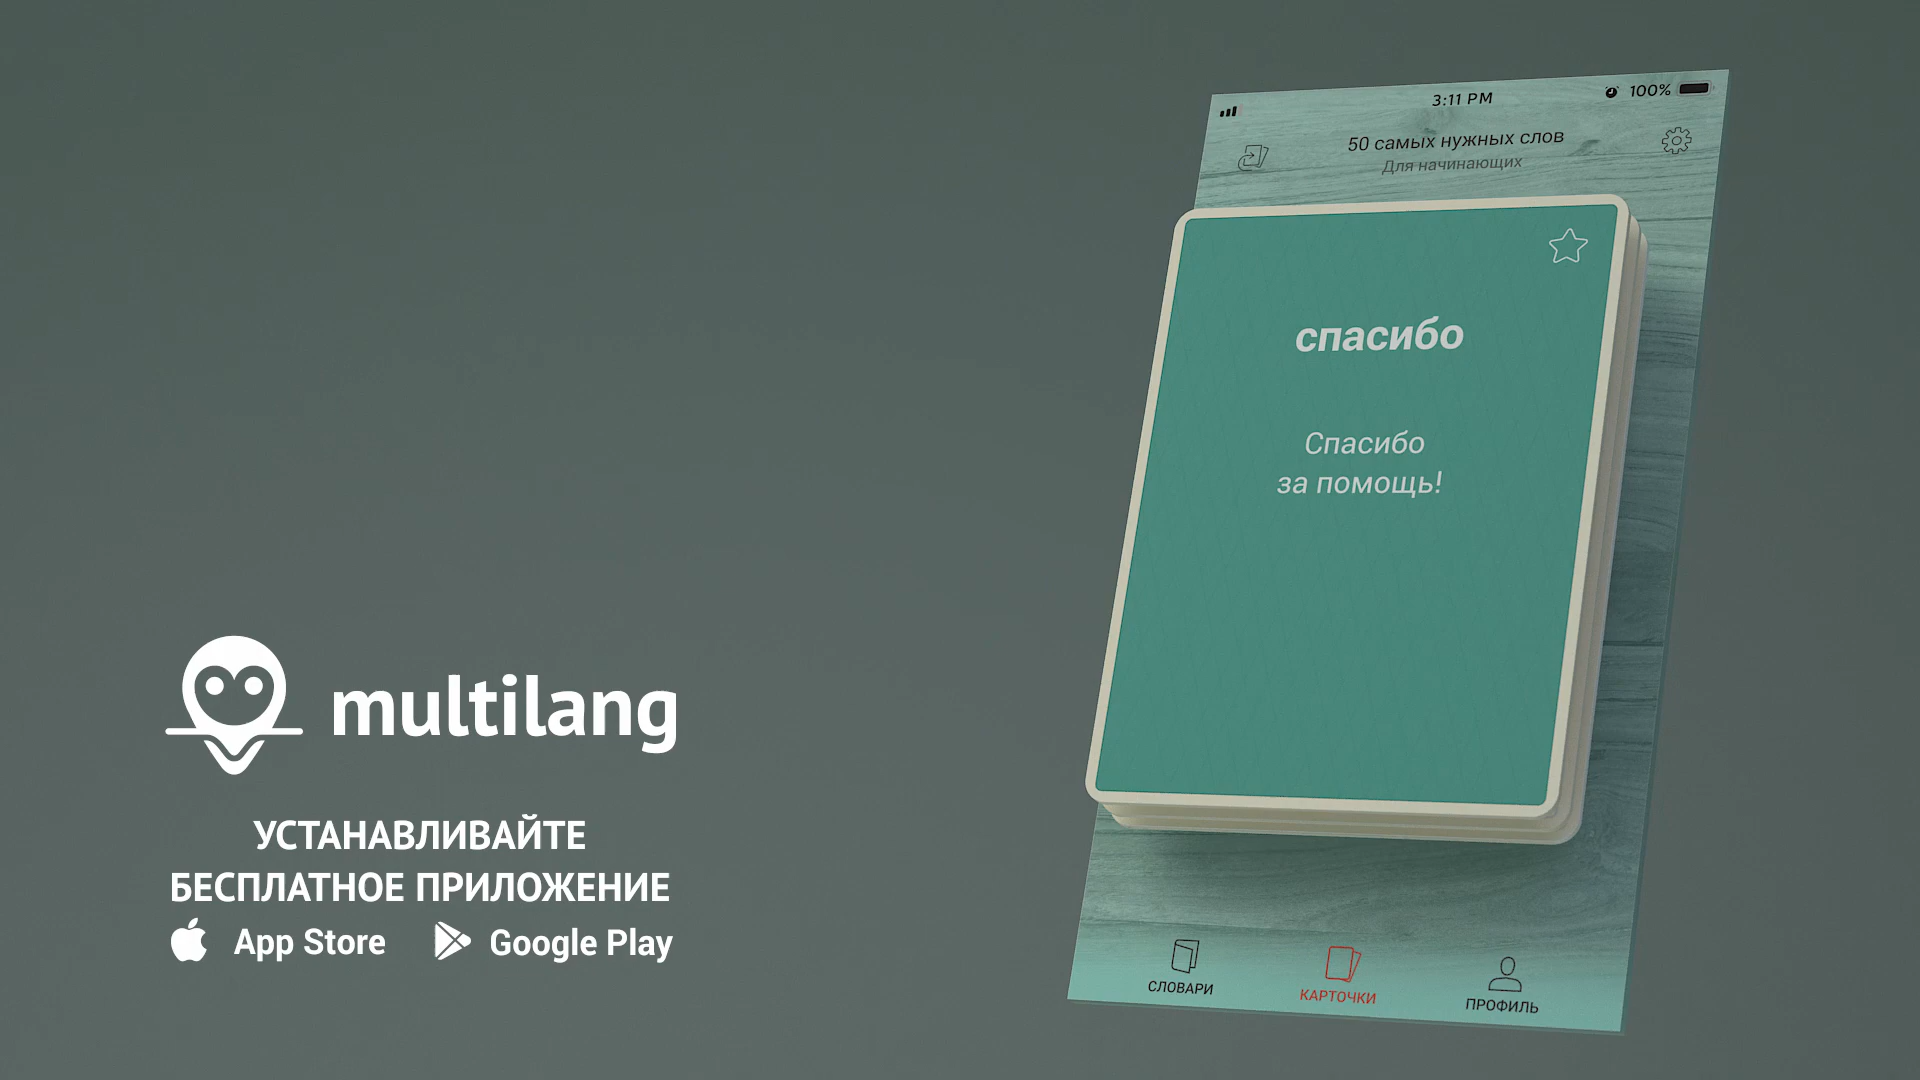 multilang
УСТАНАВЛИВАЙТЕ
БЕСПЛАТНОЕ ПРИЛОЖЕНИЕ
App Store Google Play
3:11 PM 100%
50 самых нужных слов
Для начинающих
спасибо
Спасибо
за помощь!
СЛОВАРИ КАРТОЧКИ ПРОФИЛЬ